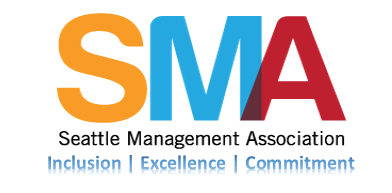 SMA
Seattle Management Association
Inclusion | Excellence | Commitment